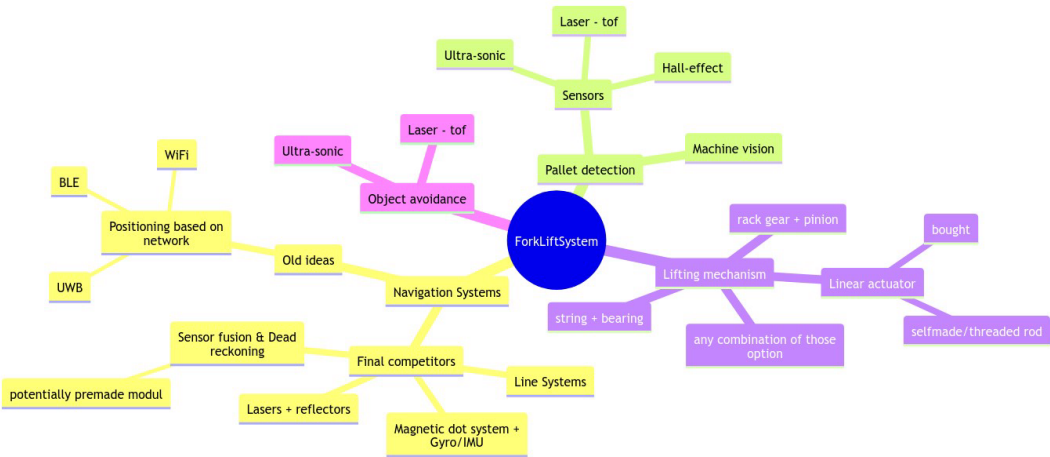 Laser - tof
Ultra-sonic
Hall-effect
Sensors
Machine vision
Pallet detection
Laser - tof
Ultra-sonic
Object avoidance
WiFi
BLE
Positioning based on
network
UWB
Old ideas
Navigation Systems
ForkLiftSystem
rack gear + pinion
bought
Lifting mechanism
Linear actuator
string + bearing
any combination of those
option
selfmade/threaded rod
Sensor fusion & Dead
reckoning
Final competitors
potentially premade modul
Lasers + reflectors
Line Systems
Magnetic dot system +
Gyro/IMU